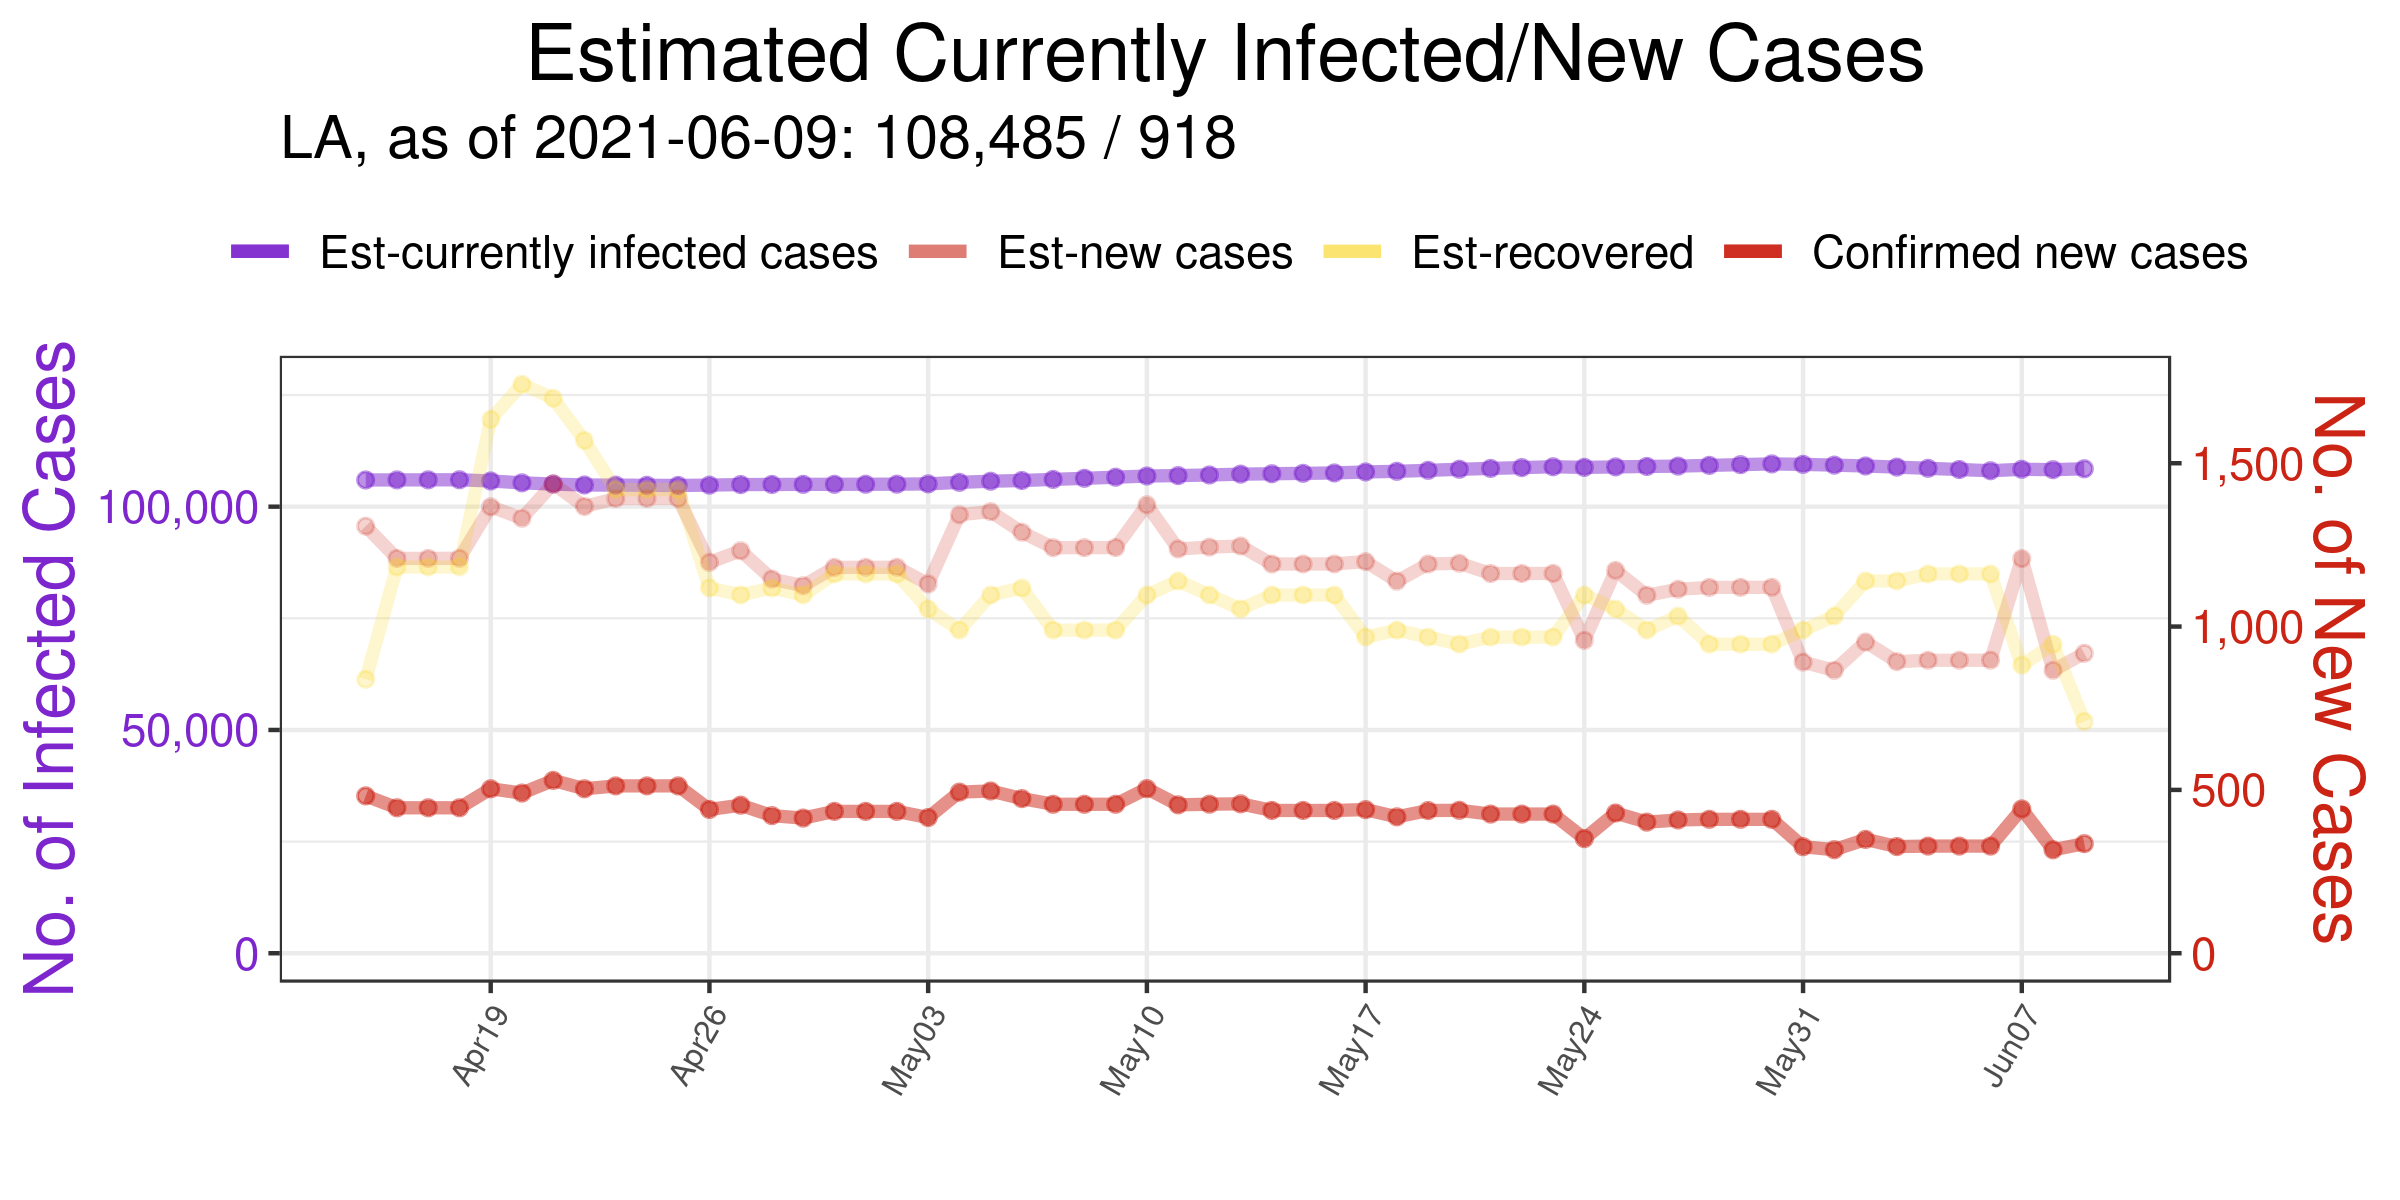 Estimated Currently Infected/New Cases
LA, as of 2021-06-09: 108,485 / 918
Est-currently infected cases Est-new cases Est-recovered Confirmed new cases
No. of Infected Cases
100,000
50,000
0
1,500
1,000
500
0
No. of New Cases
Apr19 Apr26 May03 May10 May17 May24 May31 Jun07